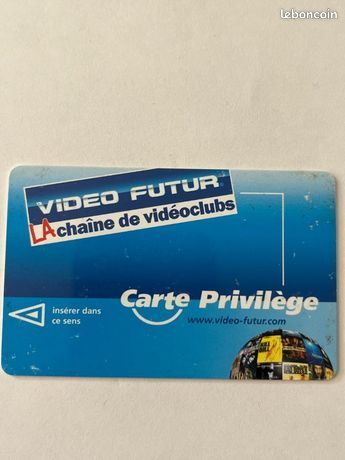 leboncoin
VIDEO FUTUR
LA chaîne de vidéoclubs
Carte Privilège
insérer dans
ce sens
www.video-futur.com